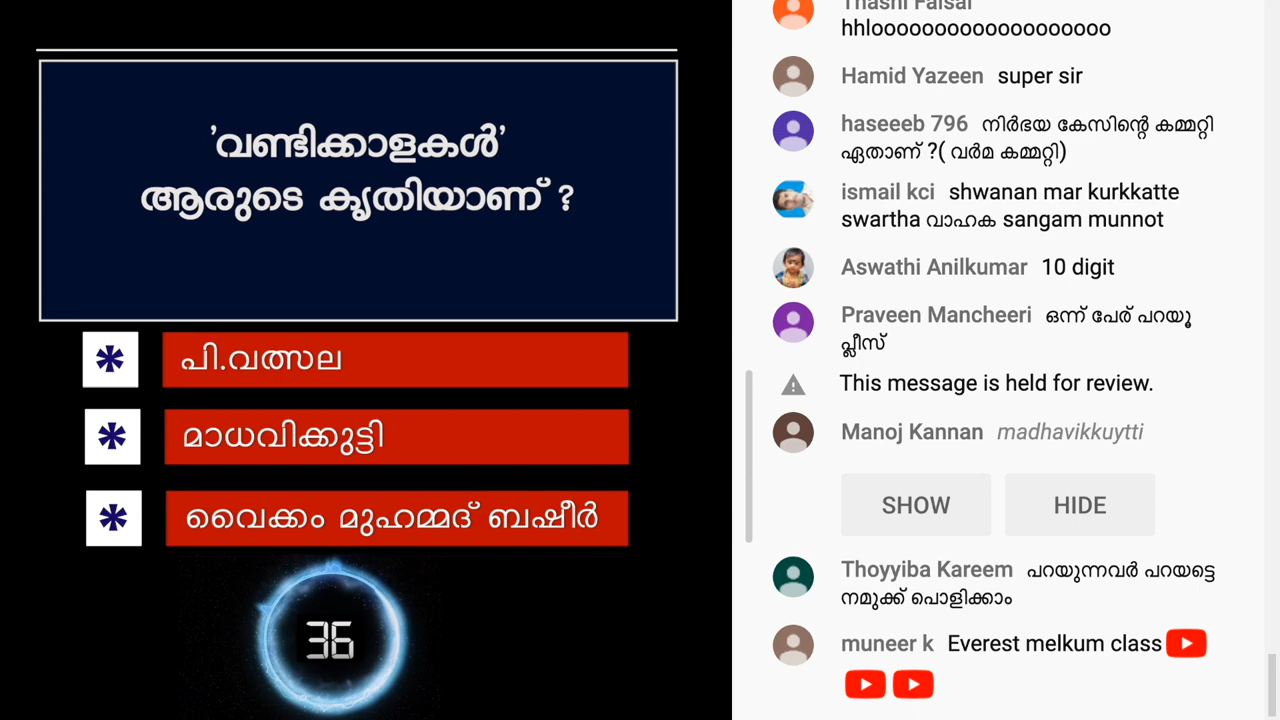 'വണ്ടിക്കാളകൾ'
ആരുടെ കൃതിയാണ് ?
* പി.വത്സല
* മാധവിക്കുട്ടി
* വൈക്കം മുഹമ്മദ് ബഷീർ
36
Thashi Faisal
hhloooooooooooooooooooo
Hamid Yazeen super sir
haseeeb 796 നിർഭയ കേസിന്റെ കമ്മറ്റി
ഏതാണ് ?( വർമ കമ്മറ്റി)
ismail kci shwanan mar kurkkatte
swartha വാഹക sangam munnot
Aswathi Anilkumar 10 digit
Praveen Mancheeri ഒന്ന് പേര് പറയൂ
പ്ലീസ്
This message is held for review.
Manoj Kannan madhavikkuytti
SHOW HIDE
Thoyyiba Kareem പറയുന്നവർ പറയട്ടെ
നമുക്ക് പൊളിക്കാം
muneer k Everest melkum class